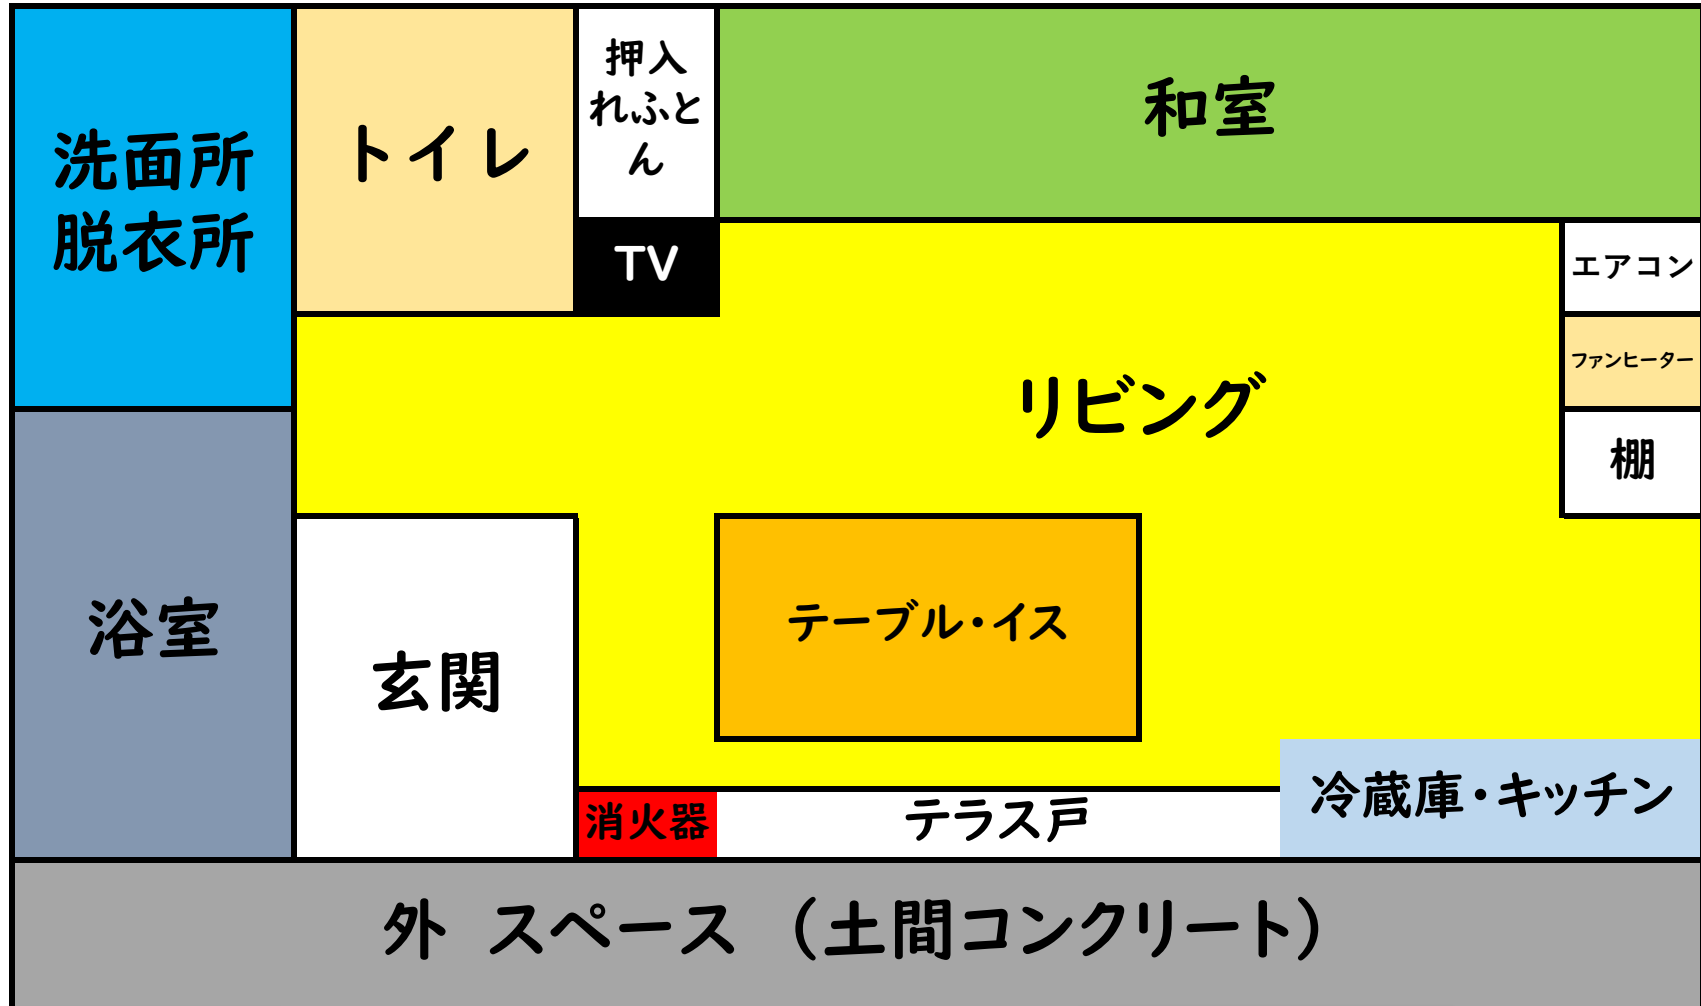 洗面所
脱衣所
トイレ
押入
れふと
ん
和室
TV
エアコン
ファンヒーター
棚
リビング
浴室
玄関
テーブル・イス
消火器
テラス戸
冷蔵庫・キッチン
外 スペース (土間コンクリート)